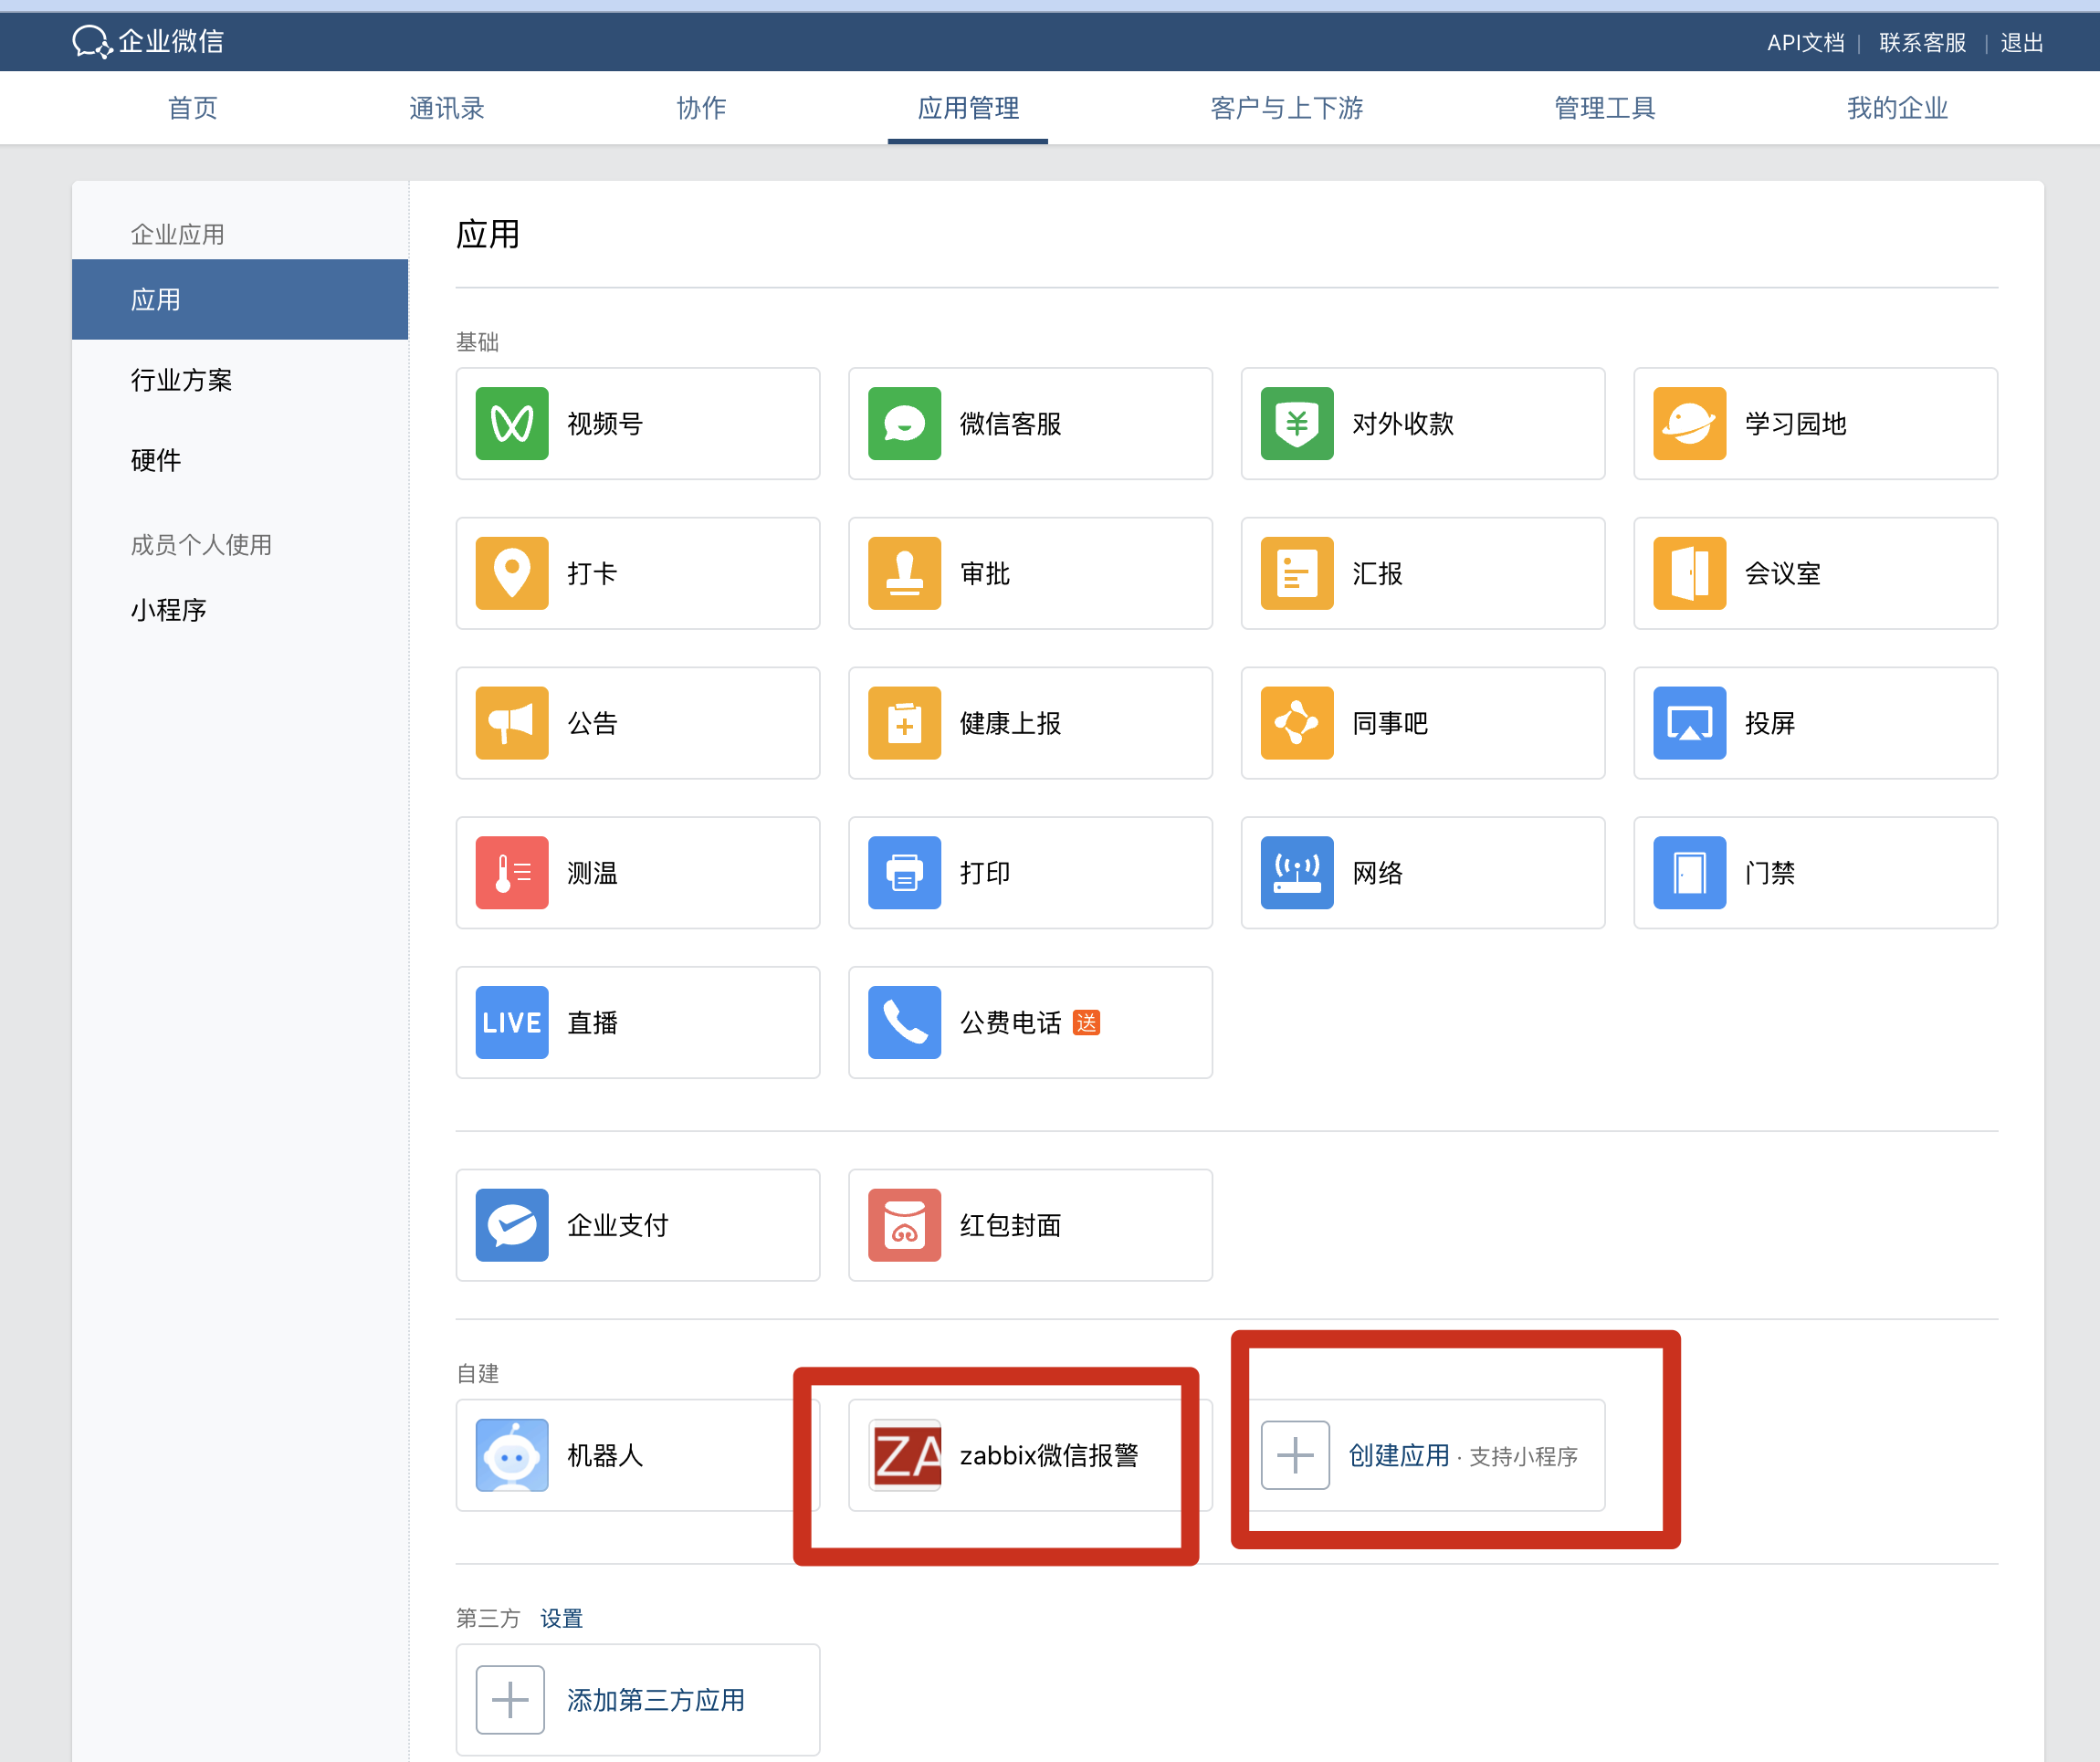 企业微信
API文档 | 联系客服 | 退出
首页 通讯录 协作 应用管理 客户与上下游 管理工具 我的企业
企业应用
应用
行业方案
硬件
成员个人使用
小程序
应用
基础
视频号 微信客服 对外收款 学习园地
打卡 审批 汇报 会议室
公告 健康上报 同事吧 投屏
测温 打印 网络 门禁
LIVE 直播 公费电话 送
企业支付 红包封面
自建
机器人 ZA zabbix微信报警 创建应用 · 支持小程序
第三方 设置
添加第三方应用